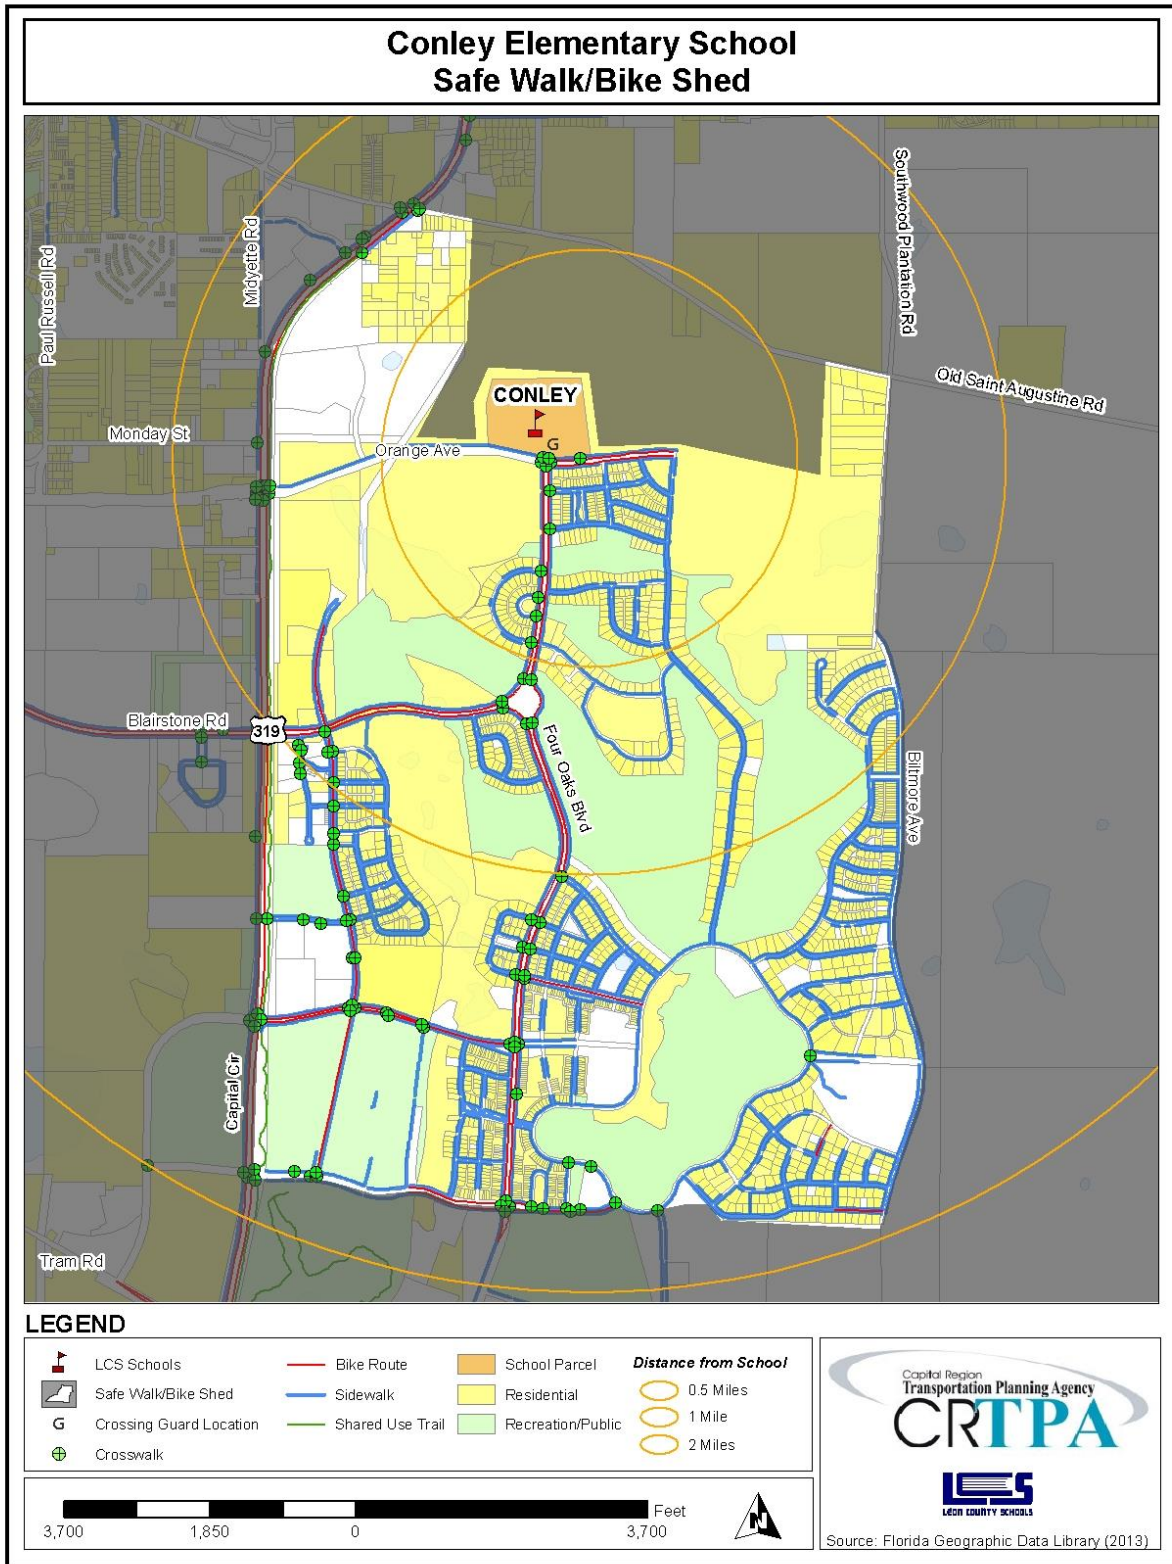 Conley Elementary School
Safe Walk/Bike Shed
Paul Russell Rd
Midyette Rd
Southwood Plantation Rd
Old Saint Augustine Rd
CONLEY
G
Monday St
Orange Ave
Blairstone Rd
319
Four Oaks Blvd
Biltmore Ave
Capital Cir
Tram Rd
LEGEND
LCS Schools
Safe Walk/Bike Shed
G Crossing Guard Location
Crosswalk
Bike Route
Sidewalk
Shared Use Trail
School Parcel
Residential
Recreation/Public
Distance from School
0.5 Miles
1 Mile
2 Miles
Feet
3,700 1,850 0 3,700
N
Capital Region
Transportation Planning Agency
CRTPA
LCS
LEON COUNTY SCHOOLS
Source: Florida Geographic Data Library (2013)